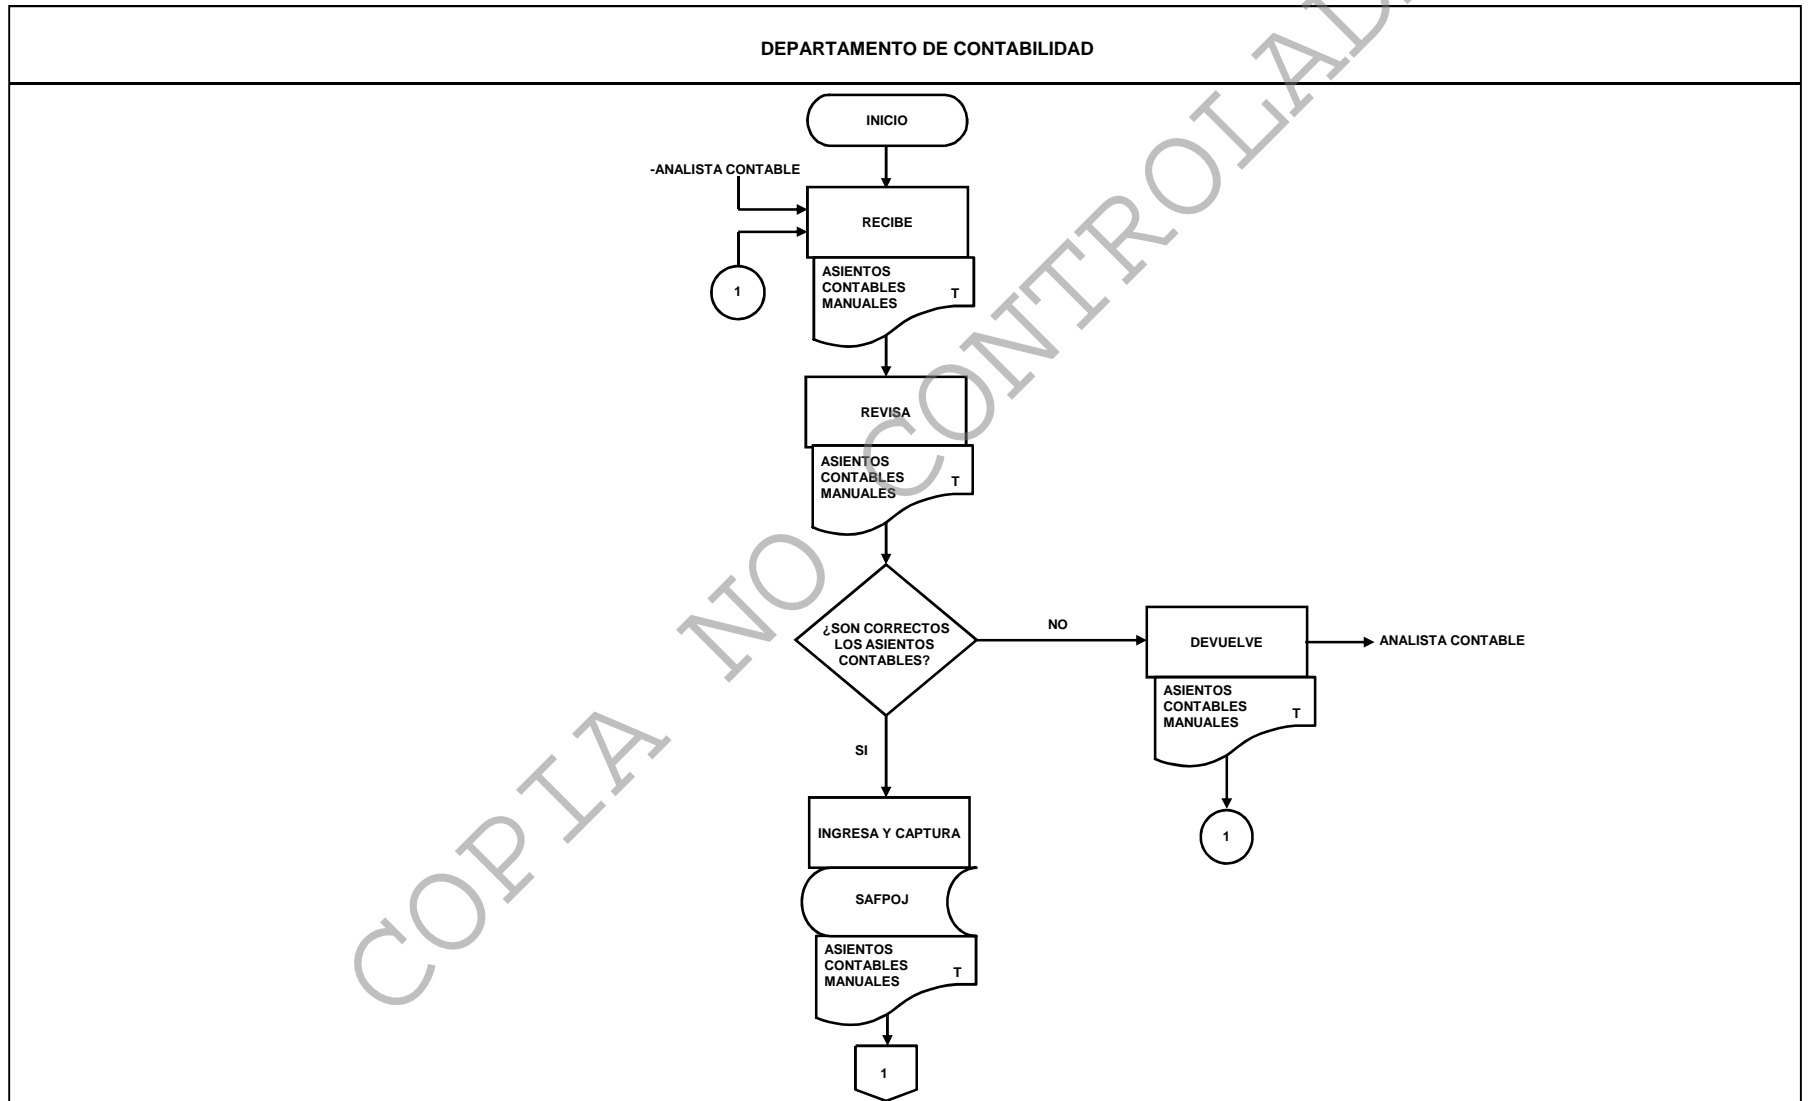 DEPARTAMENTO DE CONTABILIDAD
INICIO
-ANALISTA CONTABLE
RECIBE
1
ASIENTOS
CONTABLES
MANUALES
T
REVISA
ASIENTOS
CONTABLES
MANUALES
T
¿SON CORRECTOS
LOS ASIENTOS
CONTABLES?
NO
DEVUELVE
ANALISTA CONTABLE
ASIENTOS
CONTABLES
MANUALES
T
1
SI
INGRESA Y CAPTURA
SAFPOJ
ASIENTOS
CONTABLES
MANUALES
T
1
COPIA NO CONTROLAD